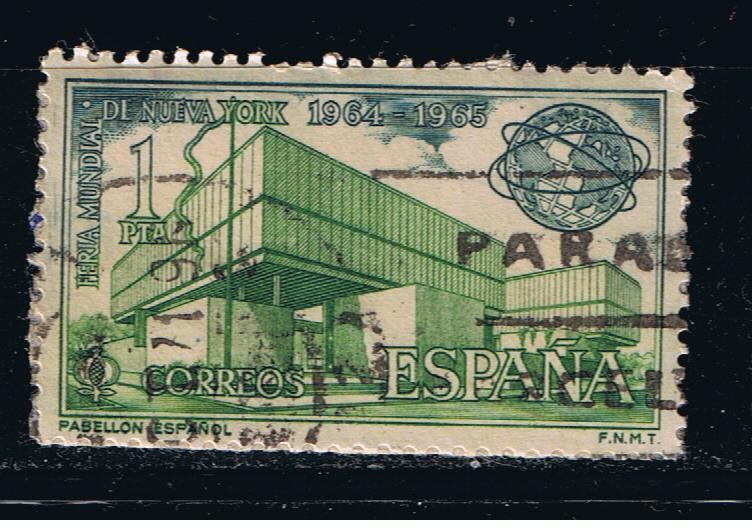 FERIA MUNDIAL · DE NUEVA YORK 1964-1965
1
PTA
PARA
CORREOS
ESPAÑA
PABELLON ESPAÑOL
F.N.M.T.